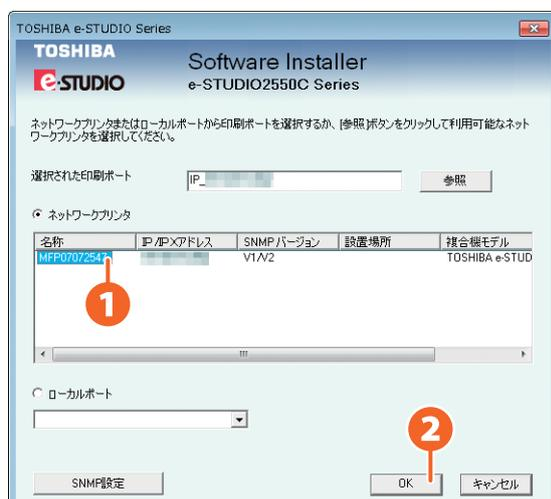 TOSHIBA e-STUDIO Series
TOSHIBA
e-STUDIO
Software Installer
e-STUDIO2550C Series
ネットワークプリンタまたはローカルポートから印刷ポートを選択するか、[参照]ボタンをクリックして利用可能なネット
ワークプリンタを選択してください。
選択された印刷ポート
IP_
参照
ネットワークプリンタ
名称 IP/IPXアドレス SNMPバージョン 設置場所 複合機モデル
MFP07072547 V1/V2 TOSHIBA e-STUD
1
ローカルポート
2
SNMP設定 OK キャンセル